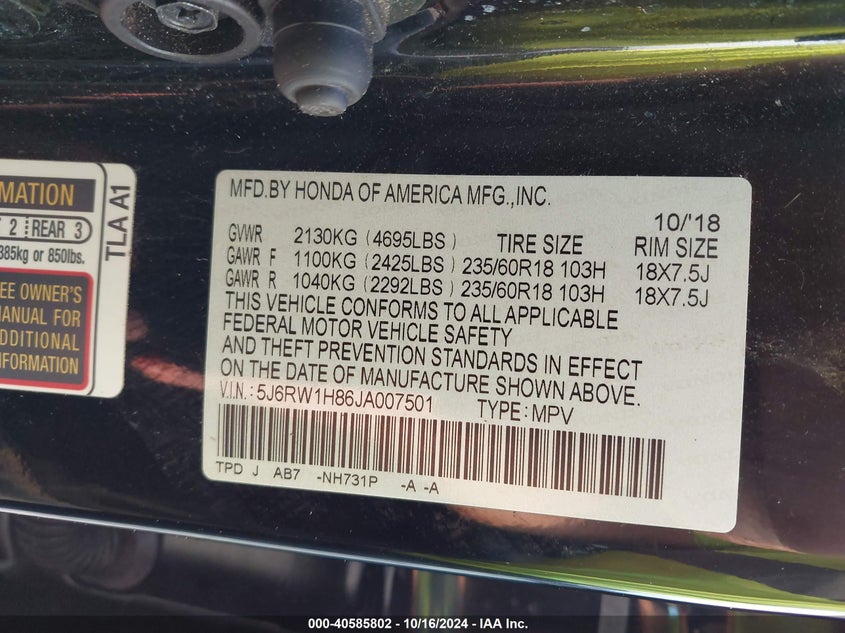 MATION
2 REAR 3
385kg or 850lbs.
EE OWNER'S
MANUAL FOR
DDITIONAL
NFORMATION
TLA A1
MFD.BY HONDA OF AMERICA MFG.,INC.
10/'18
GVWR 2130KG (4695LBS) TIRE SIZE RIM SIZE
GAWR F 1100KG (2425LBS) 235/60R18 103H 18X7.5J
GAWR R 1040KG (2292LBS) 235/60R18 103H 18X7.5J
THIS VEHICLE CONFORMS TO ALL APPLICABLE
FEDERAL MOTOR VEHICLE SAFETY
AND THEFT PREVENTION STANDARDS IN EFFECT
ON THE DATE OF MANUFACTURE SHOWN ABOVE.
V.I.N.: 5J6RW1H86JA007501 TYPE: MPV
TPD J AB7 -NH731P -A -A
000-40585802 - 10/16/2024 - IAA Inc.